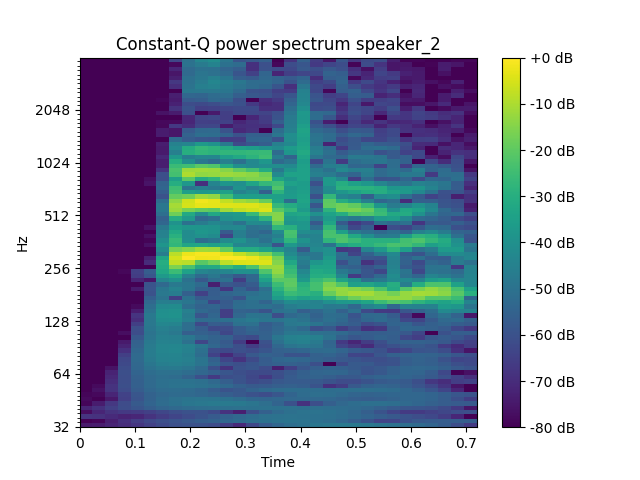 Constant-Q power spectrum speaker_2
Hz
2048
1024
512
256
128
64
32
0
0.1
0.2
0.3
0.4
0.5
0.6
0.7
Time
+0 dB
-10 dB
-20 dB
-30 dB
-40 dB
-50 dB
-60 dB
-70 dB
-80 dB